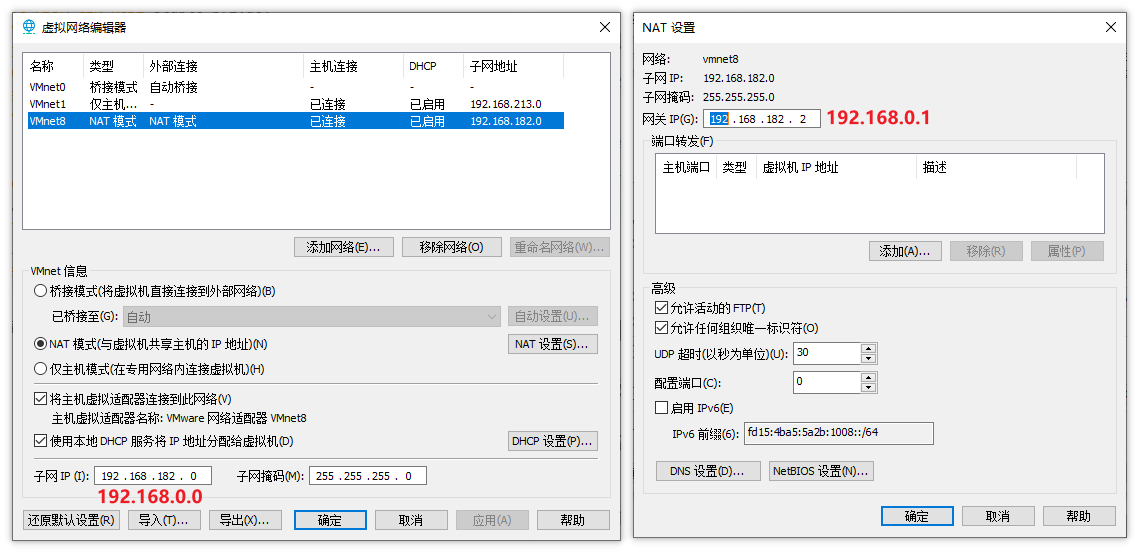 虚拟网络编辑器
名称 类型 外部连接 主机连接 DHCP 子网地址
VMnet0 桥接模式 自动桥接 - - -
VMnet1 仅主机... - 已连接 已启用 192.168.213.0
VMnet8 NAT 模式 NAT 模式 已连接 已启用 192.168.182.0
添加网络(E)... 移除网络(O) 重命名网络(W)...
VMnet 信息
桥接模式(将虚拟机直接连接到外部网络)(B)
已桥接至(G): 自动 自动设置(U)...
NAT 模式(与虚拟机共享主机的 IP 地址)(N) NAT 设置(S)...
仅主机模式(在专用网络内连接虚拟机)(H)
将主机虚拟适配器连接到此网络(V)
主机虚拟适配器名称: VMware 网络适配器 VMnet8
使用本地 DHCP 服务将 IP 地址分配给虚拟机(D) DHCP 设置(P)...
子网 IP (I): 192 . 168 . 182 . 0 子网掩码(M): 255 . 255 . 255 . 0
192.168.0.0
还原默认设置(R) 导入(T)... 导出(X)... 确定 取消 应用(A) 帮助
NAT 设置
网络: vmnet8
子网 IP: 192.168.182.0
子网掩码: 255.255.255.0
网关 IP(G): 192 . 168 . 182 . 2 192.168.0.1
端口转发(F)
主机端口 类型 虚拟机 IP 地址 描述
添加(A)... 移除(R) 属性(P)
高级
允许活动的 FTP(T)
允许任何组织唯一标识符(O)
UDP 超时(以秒为单位)(U): 30
配置端口(C): 0
启用 IPv6(E)
IPv6 前缀(6): fd15:4ba5:5a2b:1008::/64
DNS 设置(D)... NetBIOS 设置(N)...
确定 取消 帮助